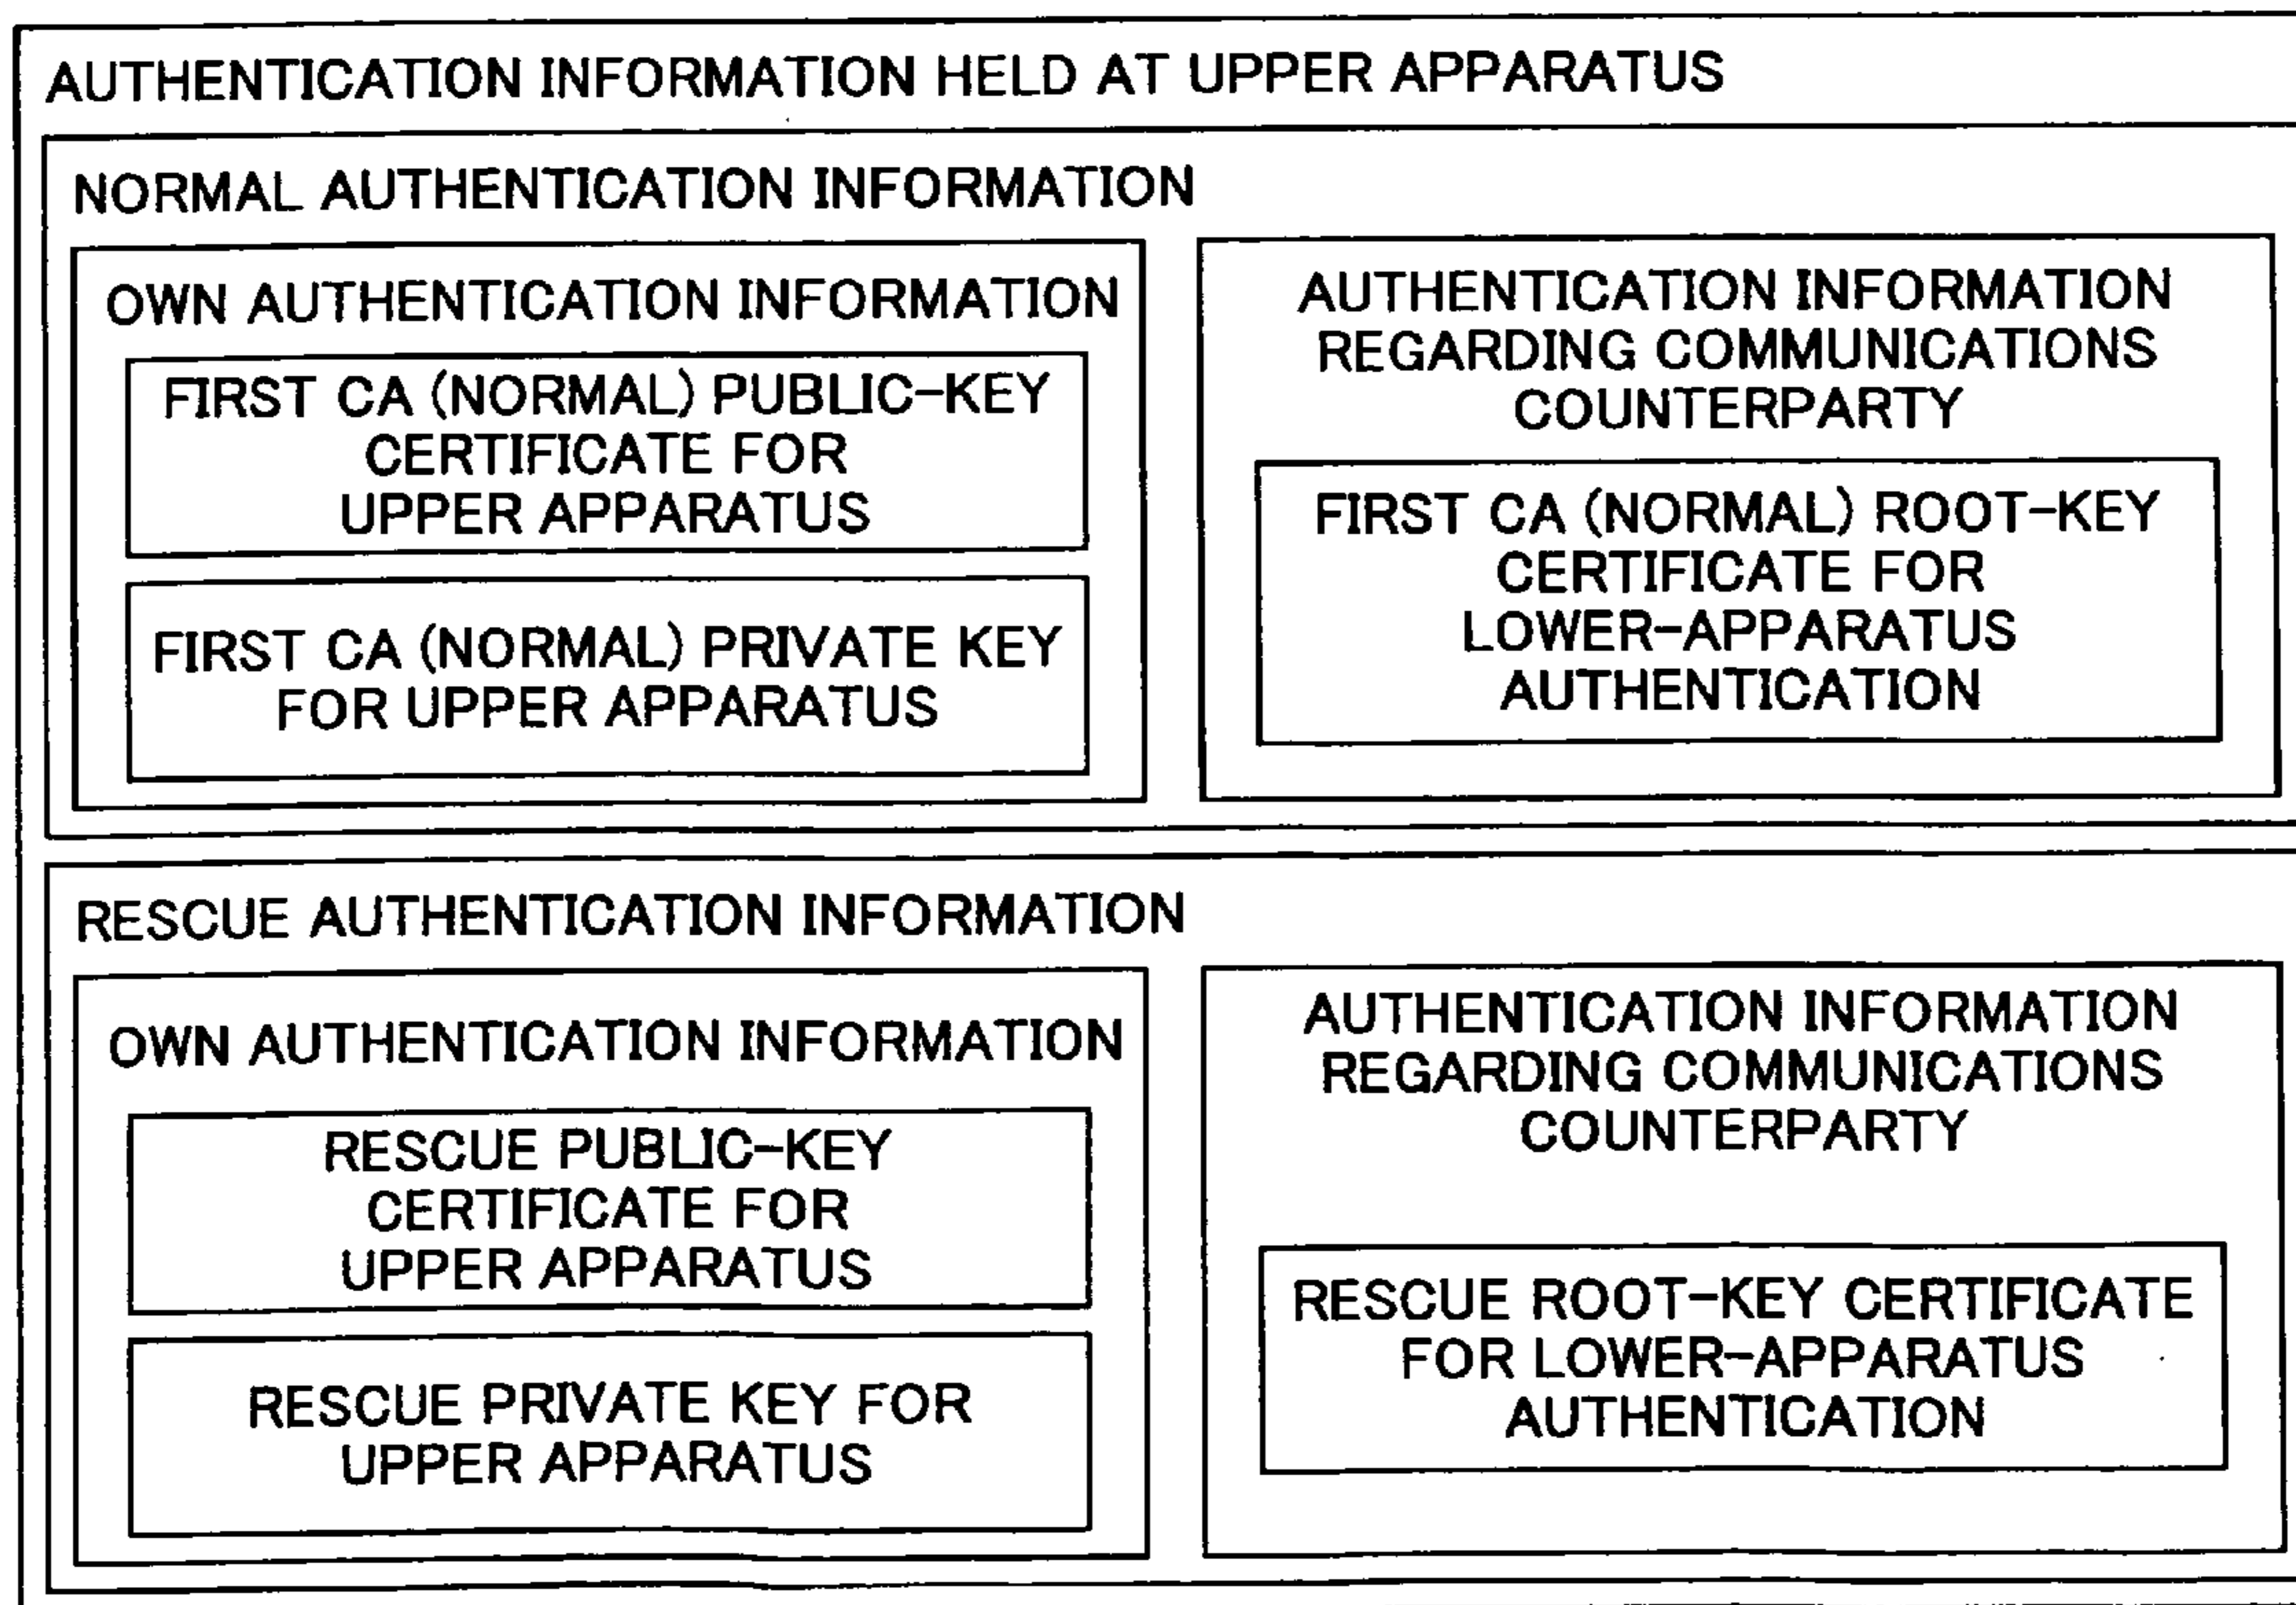 AUTHENTICATION INFORMATION HELD AT UPPER APPARATUS
NORMAL AUTHENTICATION INFORMATION
OWN AUTHENTICATION INFORMATION
FIRST CA (NORMAL) PUBLIC-KEY
CERTIFICATE FOR
UPPER APPARATUS
FIRST CA (NORMAL) PRIVATE KEY
FOR UPPER APPARATUS
AUTHENTICATION INFORMATION
REGARDING COMMUNICATIONS
COUNTERPARTY
FIRST CA (NORMAL) ROOT-KEY
CERTIFICATE FOR
LOWER-APPARATUS
AUTHENTICATION
RESCUE AUTHENTICATION INFORMATION
OWN AUTHENTICATION INFORMATION
RESCUE PUBLIC-KEY
CERTIFICATE FOR
UPPER APPARATUS
RESCUE PRIVATE KEY FOR
UPPER APPARATUS
AUTHENTICATION INFORMATION
REGARDING COMMUNICATIONS
COUNTERPARTY
RESCUE ROOT-KEY CERTIFICATE
FOR LOWER-APPARATUS
AUTHENTICATION